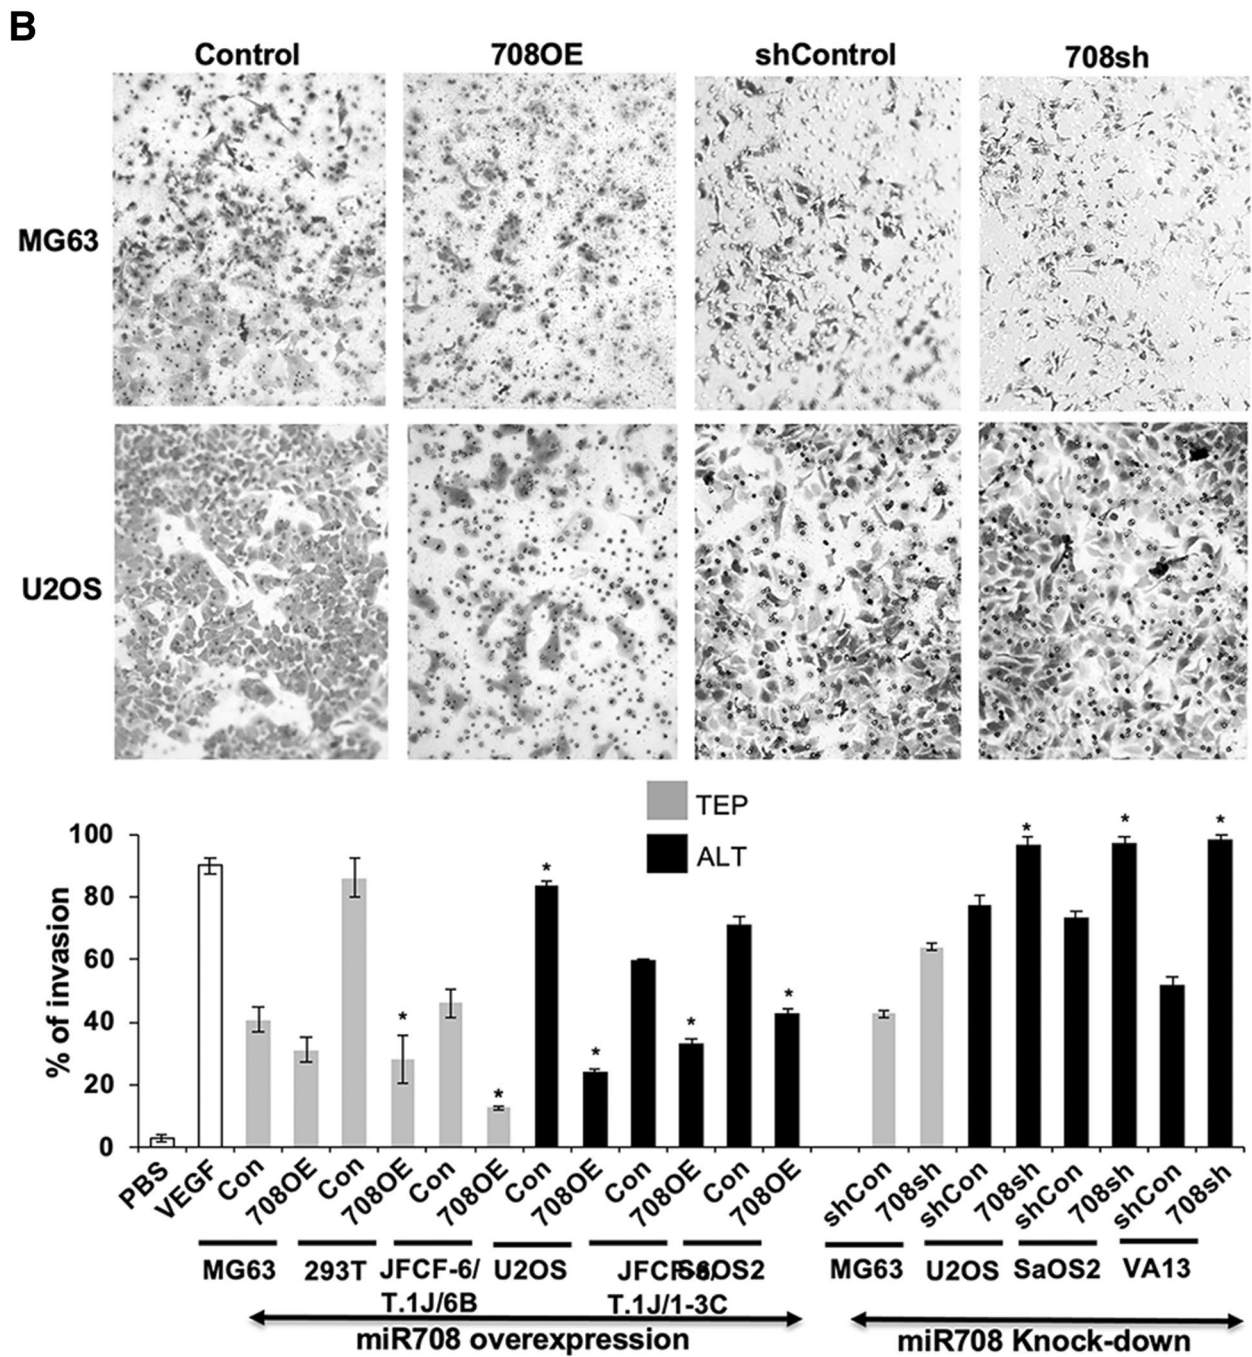 B
Control 708OE shControl 708sh
MG63
U2OS
TEP
ALT
% of invasion
100
80
60
40
20
0
* * * * * * * * *
PBS VEGF Con 708OE Con 708OE Con 708OE Con 708OE Con 708OE Con 708OE shCon 708sh shCon 708sh shCon 708sh shCon 708sh
MG63 293T JFCF-6/ U2OS JFCF-6/ SaOS2 MG63 U2OS SaOS2 VA13
T.1J/6B T.1J/1-3C
miR708 overexpression miR708 Knock-down